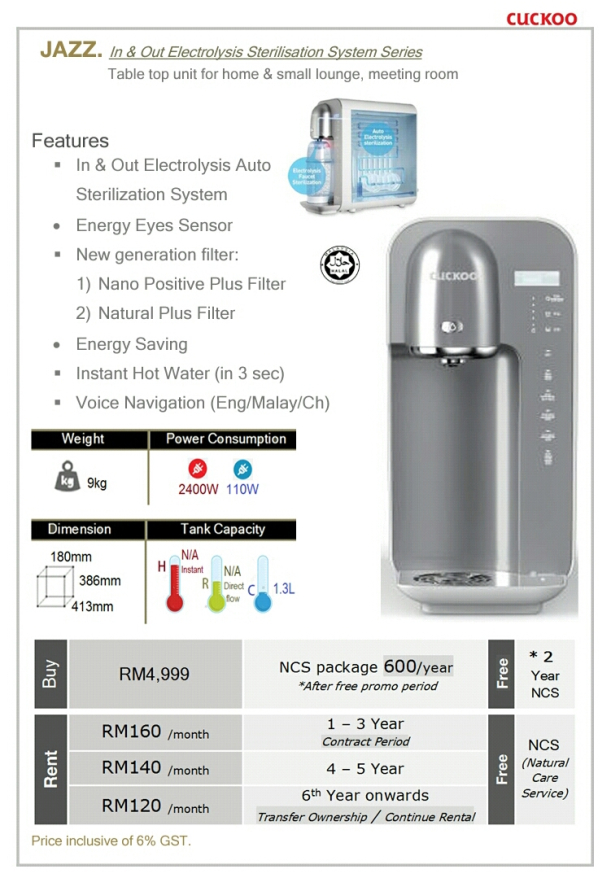 CUCKOO
JAZZ. In & Out Electrolysis Sterilisation System Series
Table top unit for home & small lounge, meeting room
Auto
Electrolysis
sterilization
Electrolysis
Faucet
Sterilization
Features
▪ In & Out Electrolysis Auto
Sterilization System
• Energy Eyes Sensor
▪ New generation filter:
1) Nano Positive Plus Filter
2) Natural Plus Filter
• Energy Saving
▪ Instant Hot Water (in 3 sec)
▪ Voice Navigation (Eng/Malay/Ch)
HALAL
CUCKOO
Weight
Power Consumption
kg 9kg
2400W 110W
Dimension
Tank Capacity
180mm
386mm
413mm
H N/A
Instant
R N/A
Direct
flow
C 1.3L
Buy
RM4,999
NCS package 600/year
*After free promo period
Free
* 2
Year
NCS
Rent
RM160 /month
1 – 3 Year
Contract Period
RM140 /month
4 – 5 Year
RM120 /month
6th Year onwards
Transfer Ownership / Continue Rental
Free
NCS
(Natural
Care
Service)
Price inclusive of 6% GST.